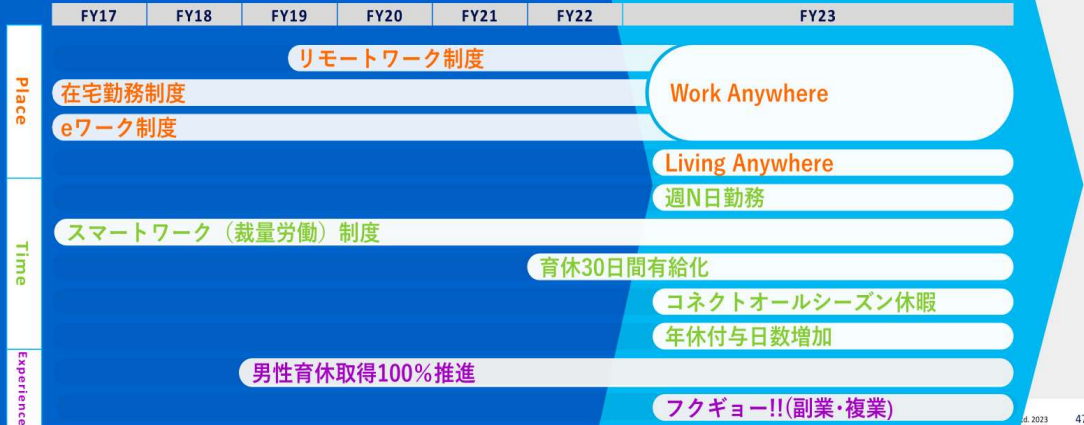 FY17 FY18 FY19 FY20 FY21 FY22 FY23
Place
リモートワーク制度
在宅勤務制度
eワーク制度
Work Anywhere
Living Anywhere
Time
週N日勤務
スマートワーク（裁量労働）制度
育休30日間有給化
コネクトオールシーズン休暇
年休付与日数増加
Experience
男性育休取得100%推進
フクギョー!!(副業・複業)
td. 2023 47